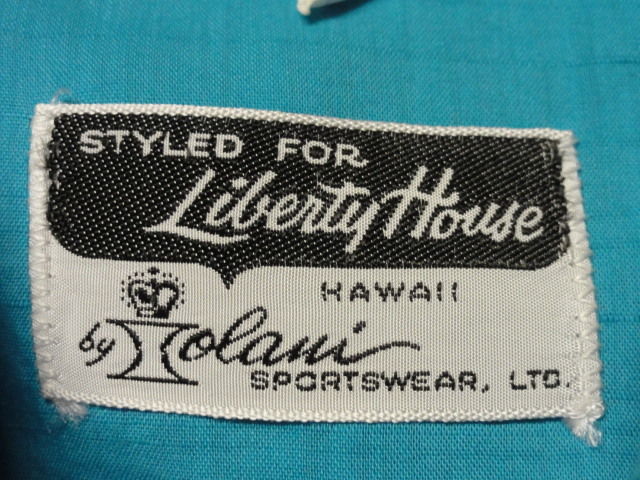 STYLED FOR
Liberty House
HAWAII
by Iolani
SPORTSWEAR, LTD.